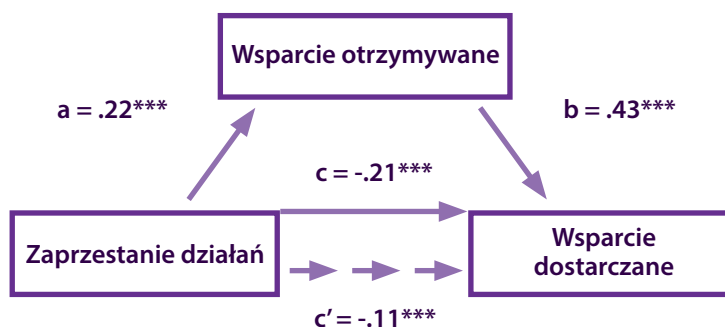 Wsparcie otrzymywane
a = .22***
b = .43***
c = -.21***
Zaprzestanie działań
Wsparcie
dostarczane
c’ = -.11***